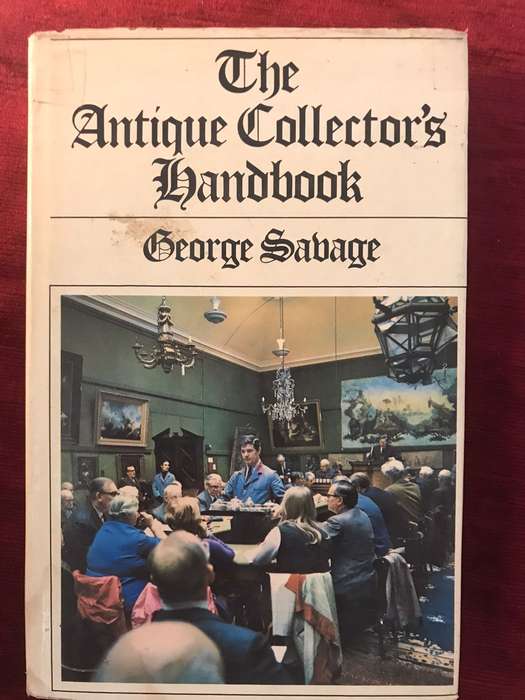 The
Antique Collector's
Handbook
George Savage